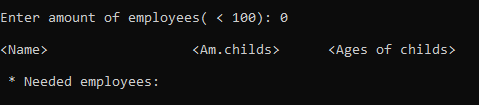 Enter amount of employees( < 100): 0
<Name> <Am.childs> <Ages of childs>
* Needed employees: